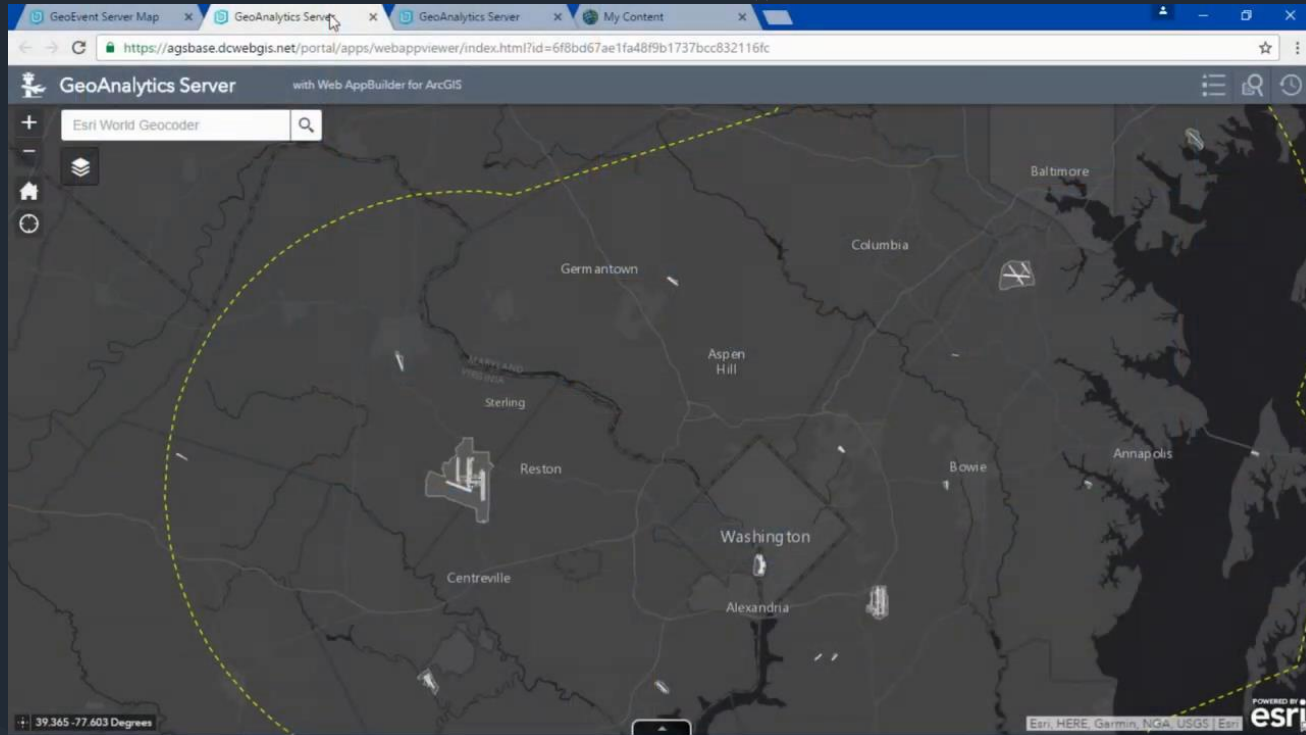 GeoEvent Server Map
GeoAnalytics Server
GeoAnalytics Server
My Content
https://agsbase.dcwebgis.net/portal/apps/webappviewer/index.html?id=6f8bd67ae1fa48f9b1737bcc832116fc
GeoAnalytics Server with Web AppBuilder for ArcGIS
Esri World Geocoder
Baltimore
Columbia
Germantown
Aspen
Hill
MARYLAND
VIRGINIA
Sterling
Reston
Bowie
Annapolis
Washington
Centreville
Alexandria
39.365 -77.603 Degrees
Esri, HERE, Garmin, NGA, USGS | Esri
POWERED BY
esri